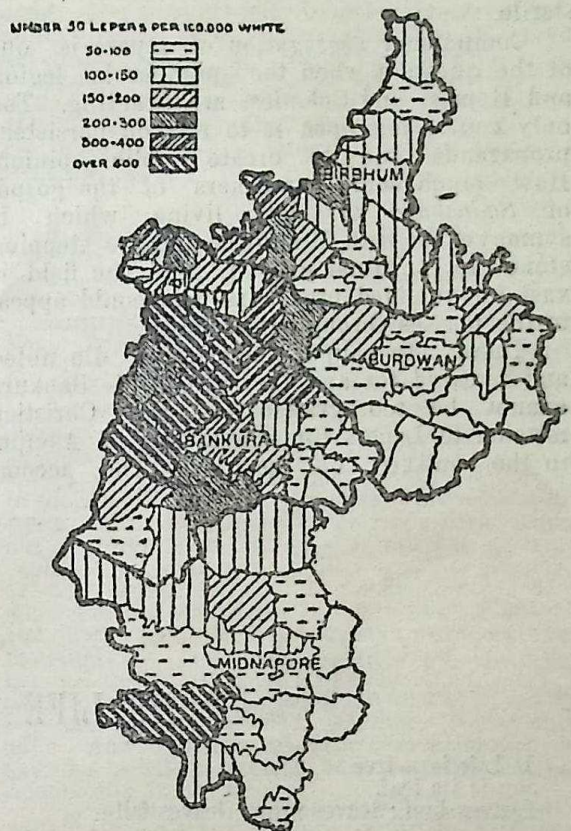 UNDER 50 LEPERS PER 100.000 WHITE
50-100
100-150
150-200
200-300
300-400
OVER 400
BIRBHUM
BURDWAN
BANKURA
MIDNAPORE